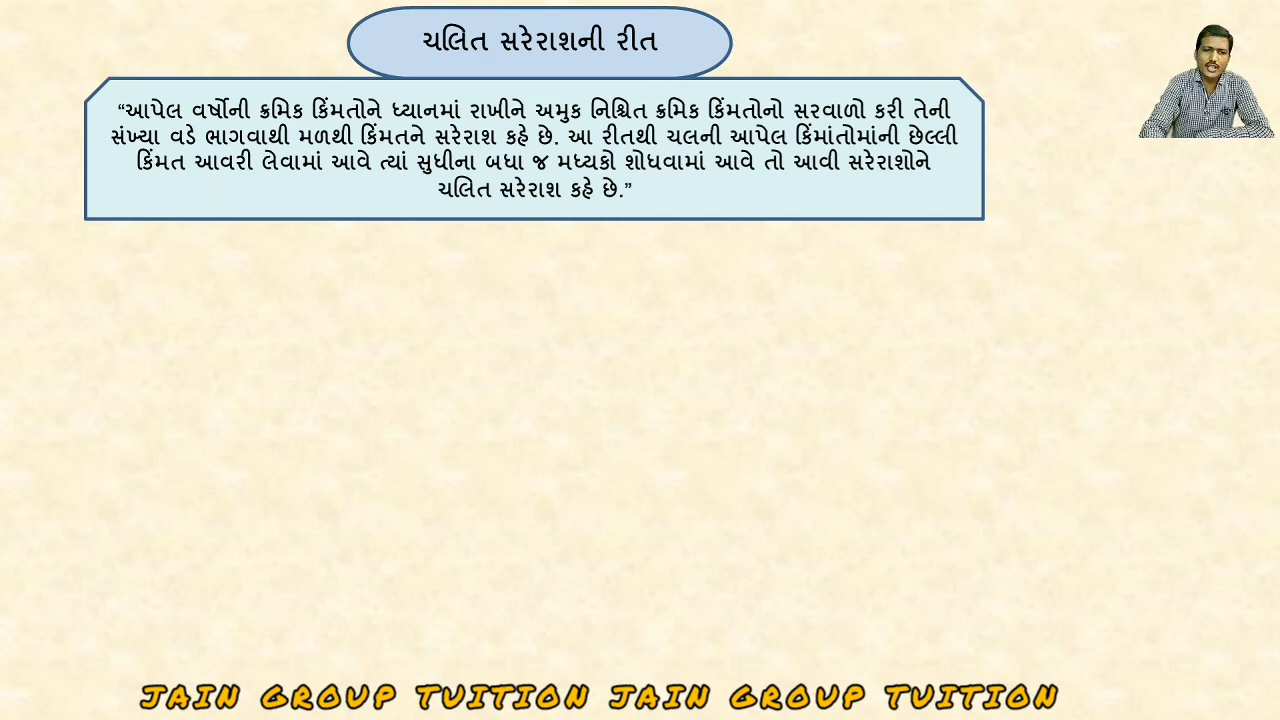 ચલિત સરેરાશની રીત
“આપેલ વર્ષોની ક્રમિક કિંમતોને ધ્યાનમાં રાખીને અમુક નિશ્ચિત ક્રમિક કિંમતોનો સરવાળો કરી તેની
સંખ્યા વડે ભાગવાથી મળથી કિંમતને સરેરાશ કહે છે. આ રીતથી ચલની આપેલ કિંમાંતોમાંની છેલ્લી
કિંમત આવરી લેવામાં આવે ત્યાં સુધીના બધા જ મધ્યકો શોધવામાં આવે તો આવી સરેરાશોને
ચલિત સરેરાશ કહે છે.”
JAIN GROUP TUITION JAIN GROUP TUITION